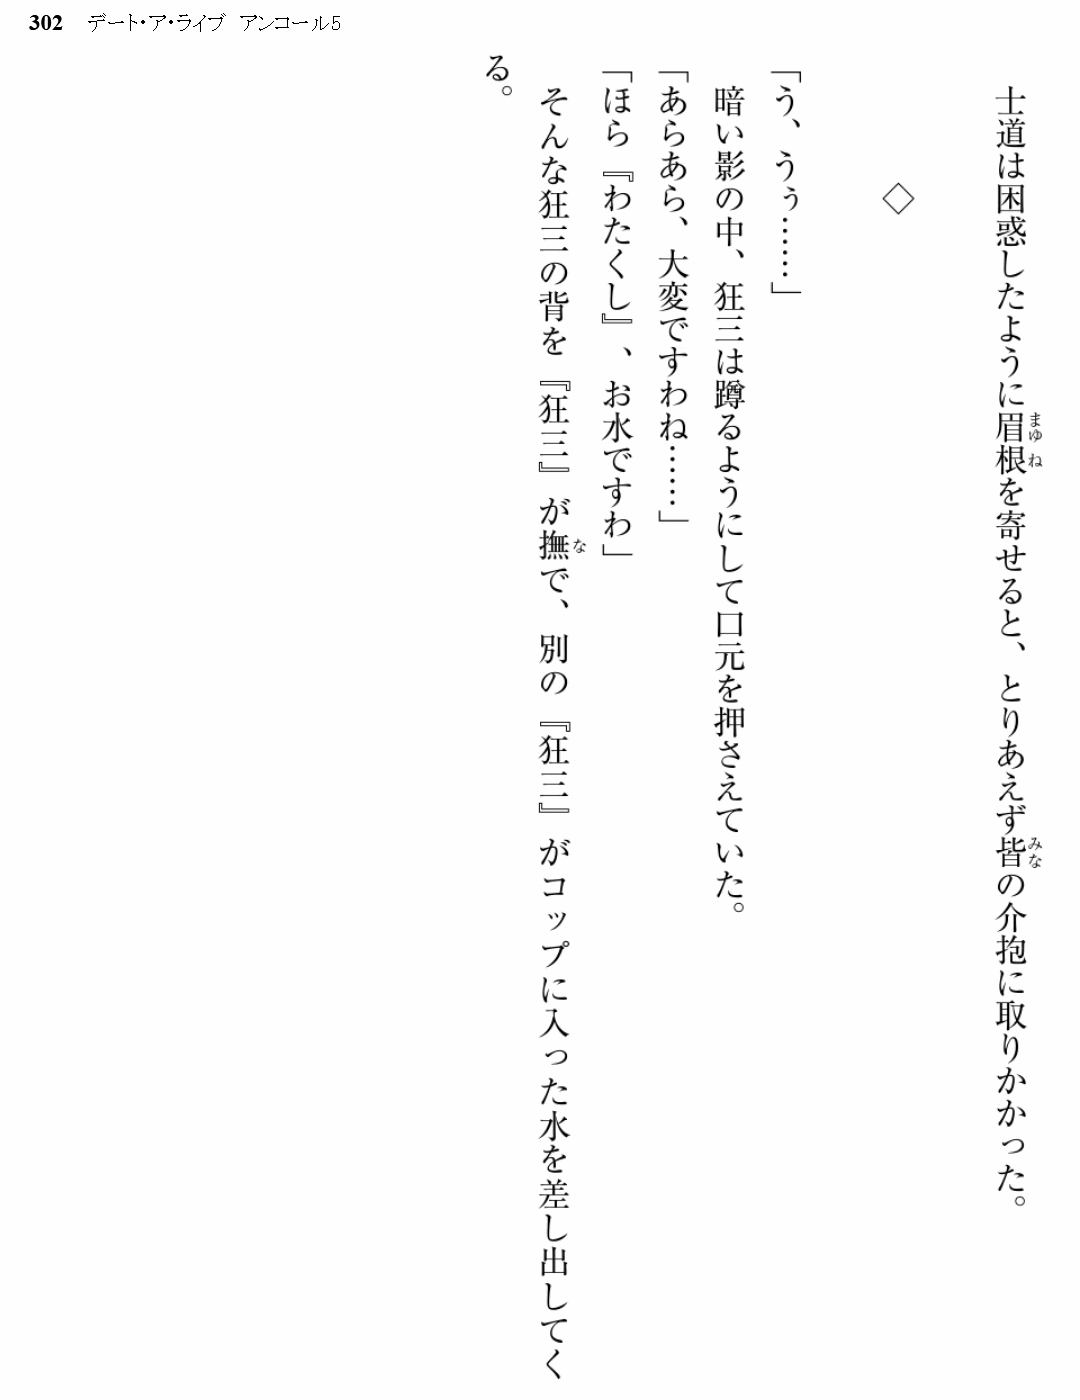 302 デート・ア・ライブ アンコール5
士道は困惑したように眉根を寄せると、とりあえず皆の介抱に取りかかった。
まゆ ね
みな
◇
「う、うぅ……」
暗い影の中、狂三は蹲るようにして口元を押さえていた。
「あらあら、大変ですわね……」
「ほら『わたくし』、お水ですわ」
そんな狂三の背を『狂三』が撫で、別の『狂三』がコップに入った水を差し出してく
な
る。